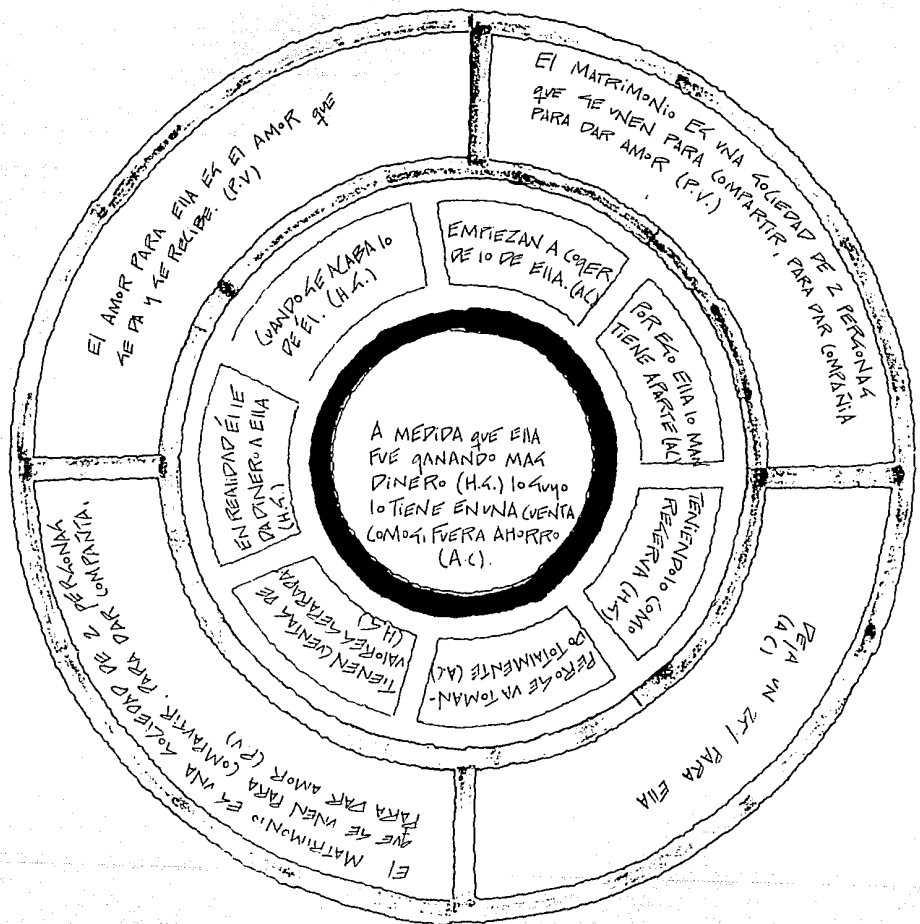 El AMOR PARA EllA ES El AMOR que
SE DA Y SE RECIBE. (P.V)
El MATRIMONIO ES UNA SOCIEDAD DE 2 PERSONAS
que SE UNEN PARA COMPARTIR, PARA DAR COMPAÑIA
PARA DAR AMOR (P.V.)
CUANDO SE ACABA lo
DE ÉL. (H.S.)
EMPIEZAN A COGER
DE lO DE EllA. (AC)
POR ESO EllA lo MAN
TIENE APARTE (AC)
EN REALIDAD Él lE
DA DINERO A EllA
(H.S.)
A MEDIDA quE EllA
FUE GANANDO MAS
DINERO (H.S.) lo SUYO
lo TIENE EN UNA CUENTA
COMO SI FUERA AHORRO
(A.C).
TENIENDOlO COMO
RESERVA (H.S)
TIENEN CUENTAS DE
VAlORES SEPARADA
(H.S)
PERO SE VA TOMAN-
DO TOTAlMENTE (AC)
El MATRIMONIO ES UNA SOCIEDAD DE 2 PERSONAS
quE SE UNEN PARA COMPARTIR. PARA DAR COMPAÑIA.
PARA DAR AMOR (P.V)
DEJA UN PARA EllA
(AC)